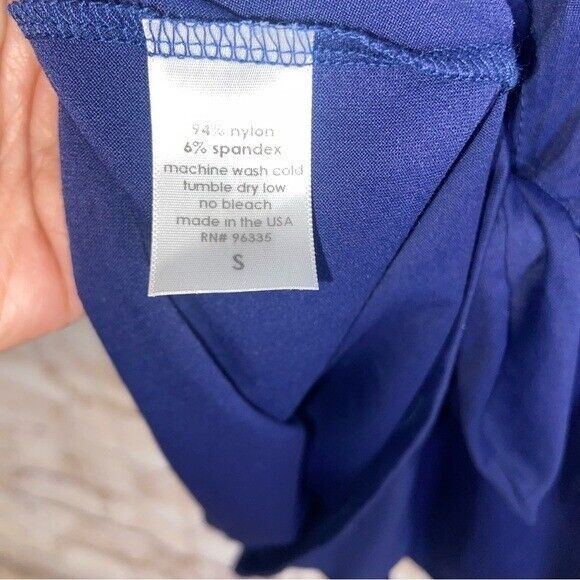 94% nylon
6% spandex
machine wash cold
tumble dry low
no bleach
made in the USA
RN# 96335
S